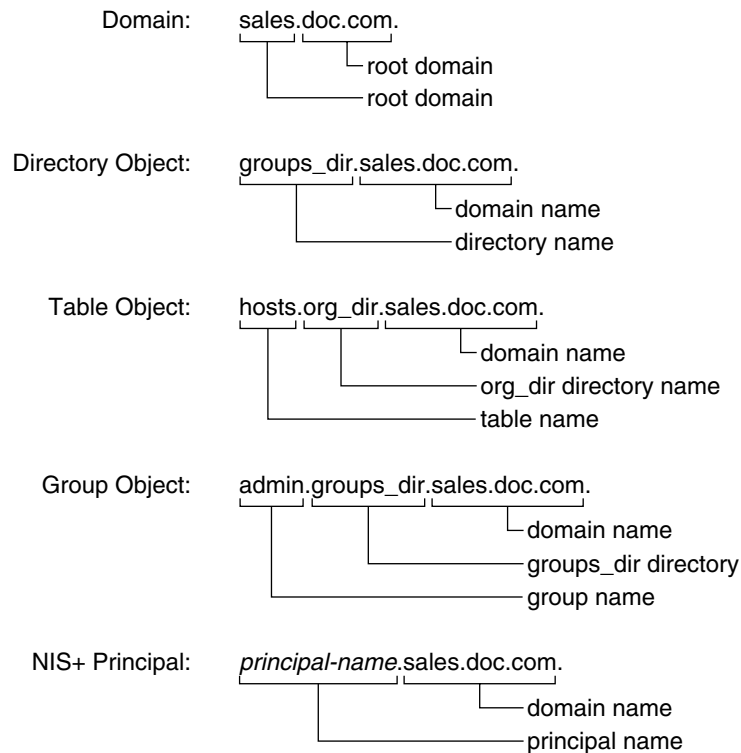 Domain: sales.doc.com.
root domain
root domain
Directory Object: groups_dir.sales.doc.com.
domain name
directory name
Table Object: hosts.org_dir.sales.doc.com.
domain name
org_dir directory name
table name
Group Object: admin.groups_dir.sales.doc.com.
domain name
groups_dir directory
group name
NIS+ Principal: principal-name.sales.doc.com.
domain name
principal name